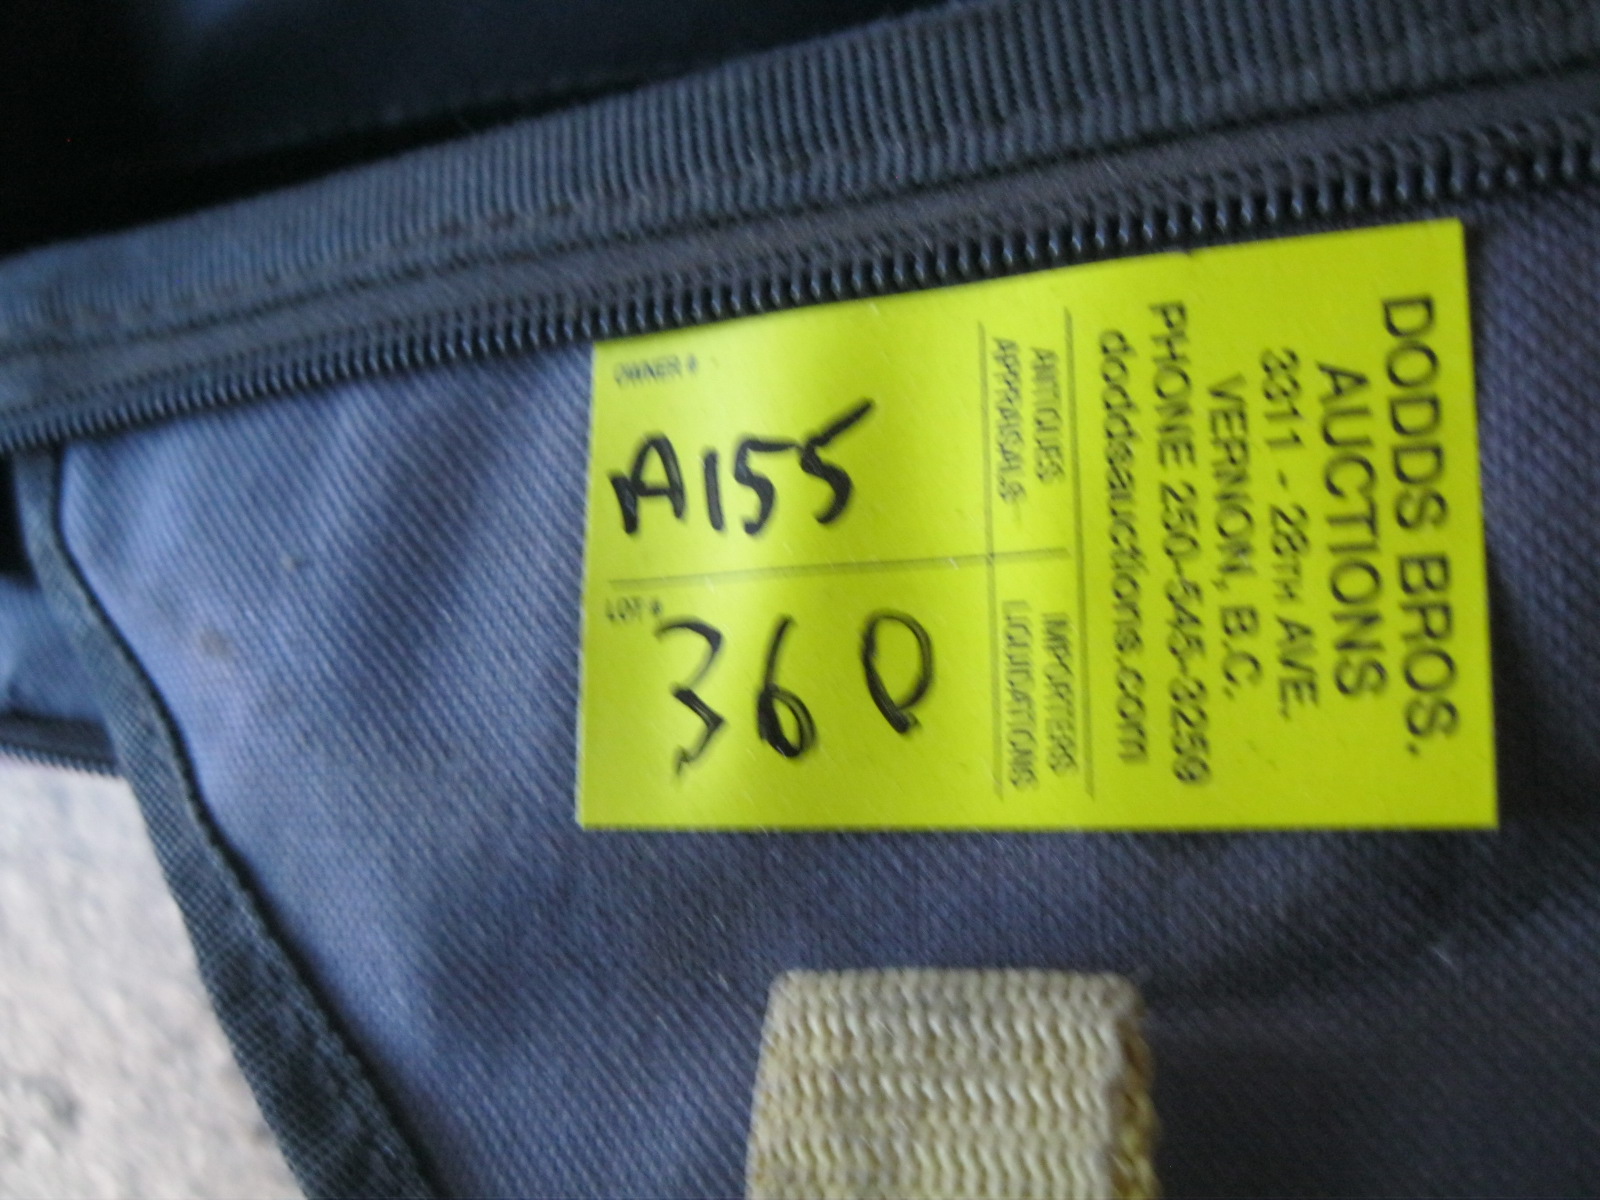 DODDS BROS.
AUCTIONS
3311 - 28TH AVE.
VERNON, B.C.
PHONE 250-545-3259
doddsauctions.com
ANTIQUES
APPRAISALS
IMPORTERS
LIQUIDATIONS
OWNER #
A155
LOT #
360